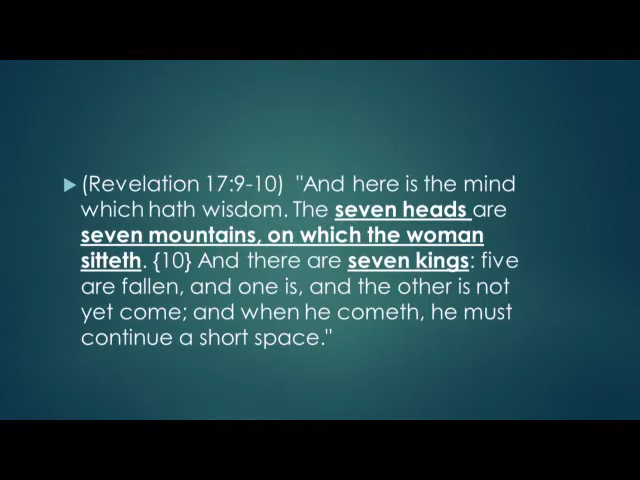 (Revelation 17:9-10)  "And here is the mind
which hath wisdom. The seven heads are
seven mountains, on which the woman
sitteth. {10} And there are seven kings: five
are fallen, and one is, and the other is not
yet come; and when he cometh, he must
continue a short space."